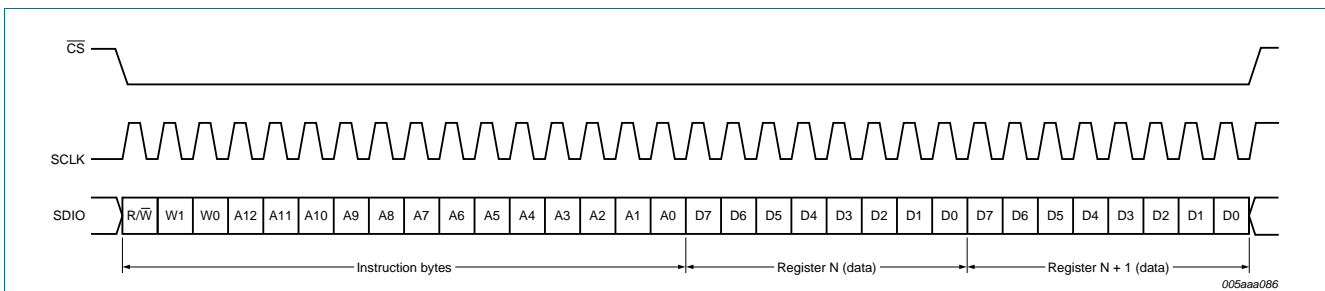 C̅S̅
SCLK
SDIO R/W̅ W1 W0 A12 A11 A10 A9 A8 A7 A6 A5 A4 A3 A2 A1 A0 D7 D6 D5 D4 D3 D2 D1 D0 D7 D6 D5 D4 D3 D2 D1 D0
Instruction bytes Register N (data) Register N + 1 (data)
005aaa086